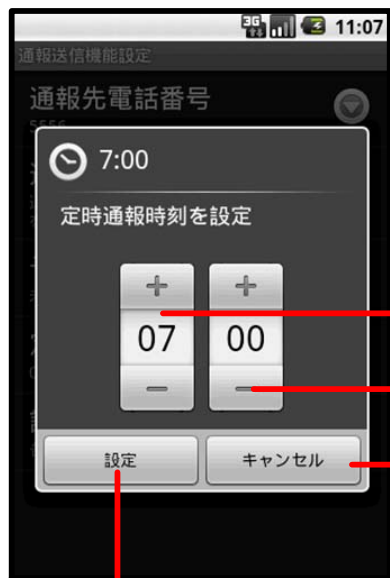 3G 11:07
通報送信機能設定
通報先電話番号
5556
7:00
定時通報時刻を設定
+ +
07 00
- -
設定 キャンセル